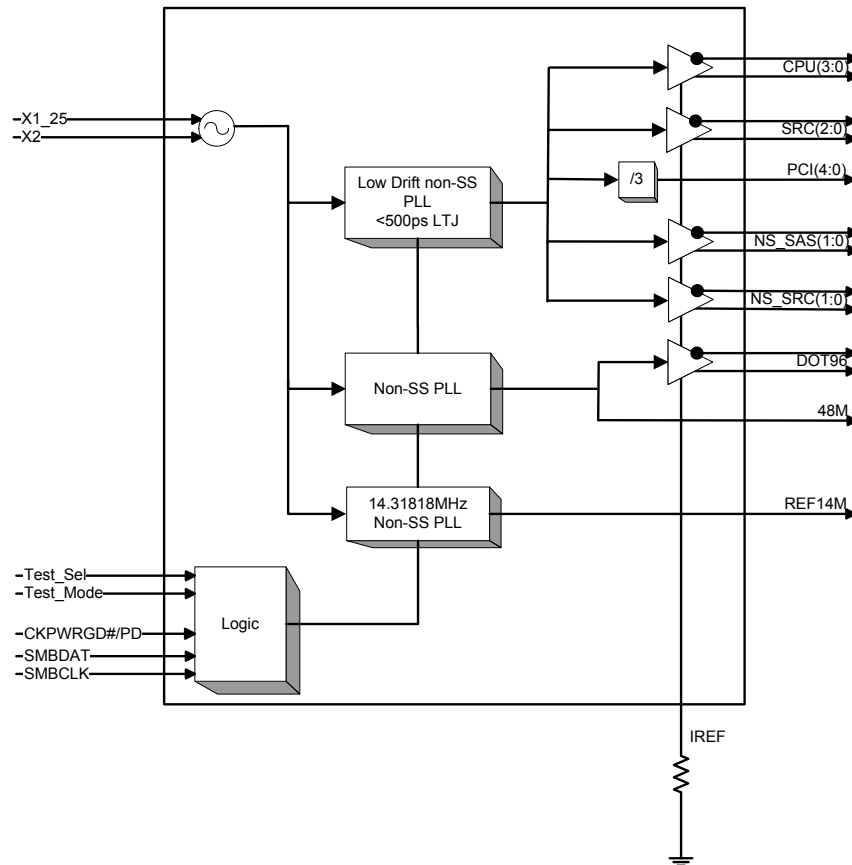 CPU(3:0)
X1_25
X2
SRC(2:0)
PCI(4:0)
/3
Low Drift non-SS
PLL
<500ps LTJ
NS_SAS(1:0)
NS_SRC(1:0)
DOT96
Non-SS PLL
48M
14.31818MHz
Non-SS PLL
REF14M
Test_Sel
Test_Mode
Logic
CKPWRGD#/PD
SMBDAT
SMBCLK
IREF